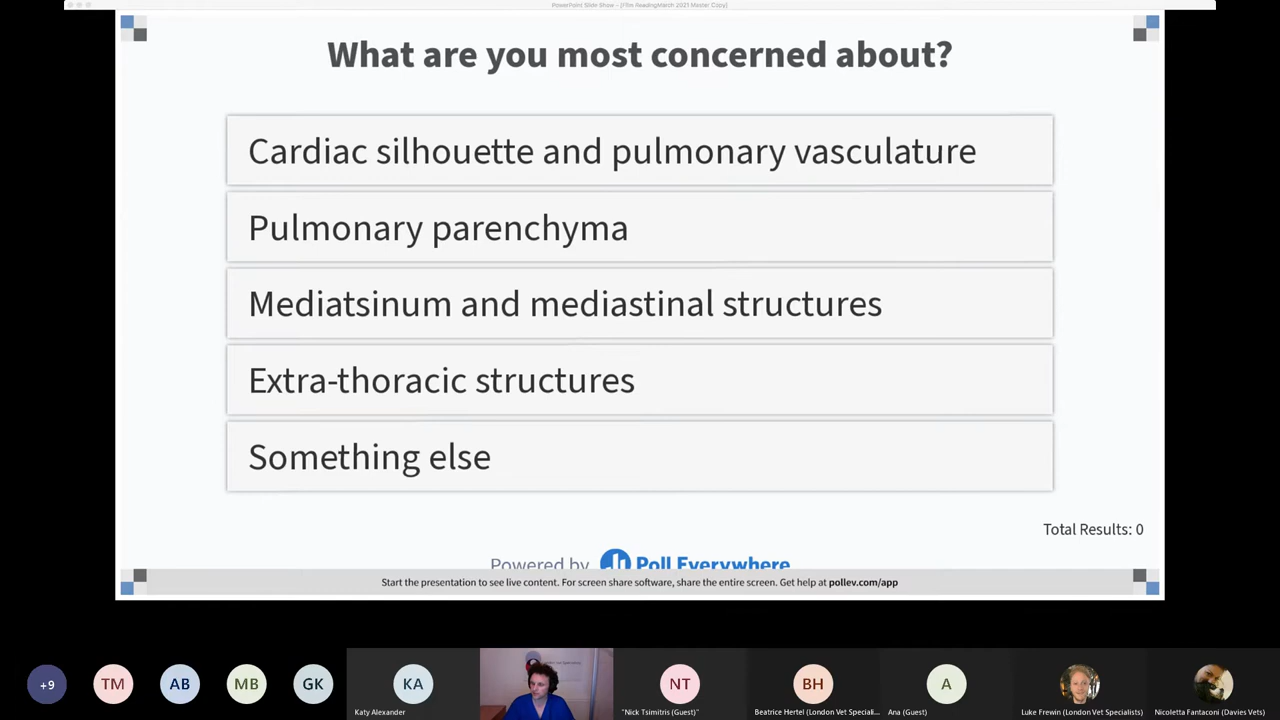 PowerPoint Slide Show - [Film ReadingMarch 2021 Master Copy]
What are you most concerned about?
Cardiac silhouette and pulmonary vasculature
Pulmonary parenchyma
Mediatsinum and mediastinal structures
Extra-thoracic structures
Something else
Total Results: 0
Powered by Poll Everywhere
Start the presentation to see live content. For screen share software, share the entire screen. Get help at pollev.com/app
+9
TM
AB
MB
GK
KA
NT
BH
A
Katy Alexander
"Nick Tsimitris (Guest)"
Beatrice Hertel (London Vet Speciali...
Ana (Guest)
Luke Frewin (London Vet Specialists)
Nicoletta Fantaconi (Davies Vets)